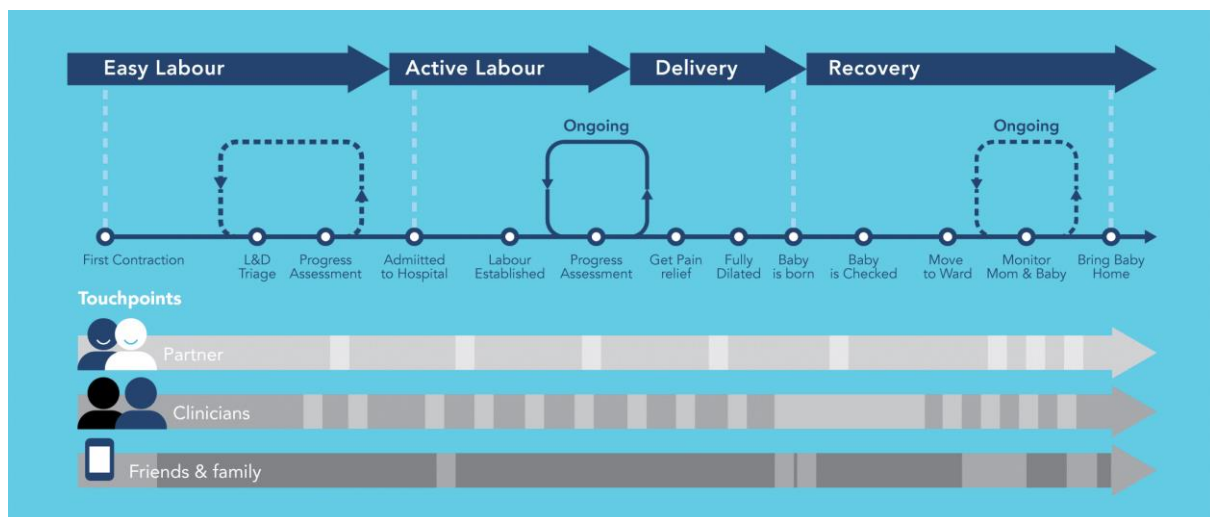 Easy Labour
Active Labour
Delivery
Recovery
Ongoing
Ongoing
First Contraction
L&D
Triage
Progress
Assessment
Admiitted
to Hospital
Labour
Established
Progress
Assessment
Get Pain
relief
Fully
Dilated
Baby
is born
Baby
is Checked
Move
to Ward
Monitor
Mom & Baby
Bring Baby
Home
Touchpoints
Partner
Clinicians
Friends & family